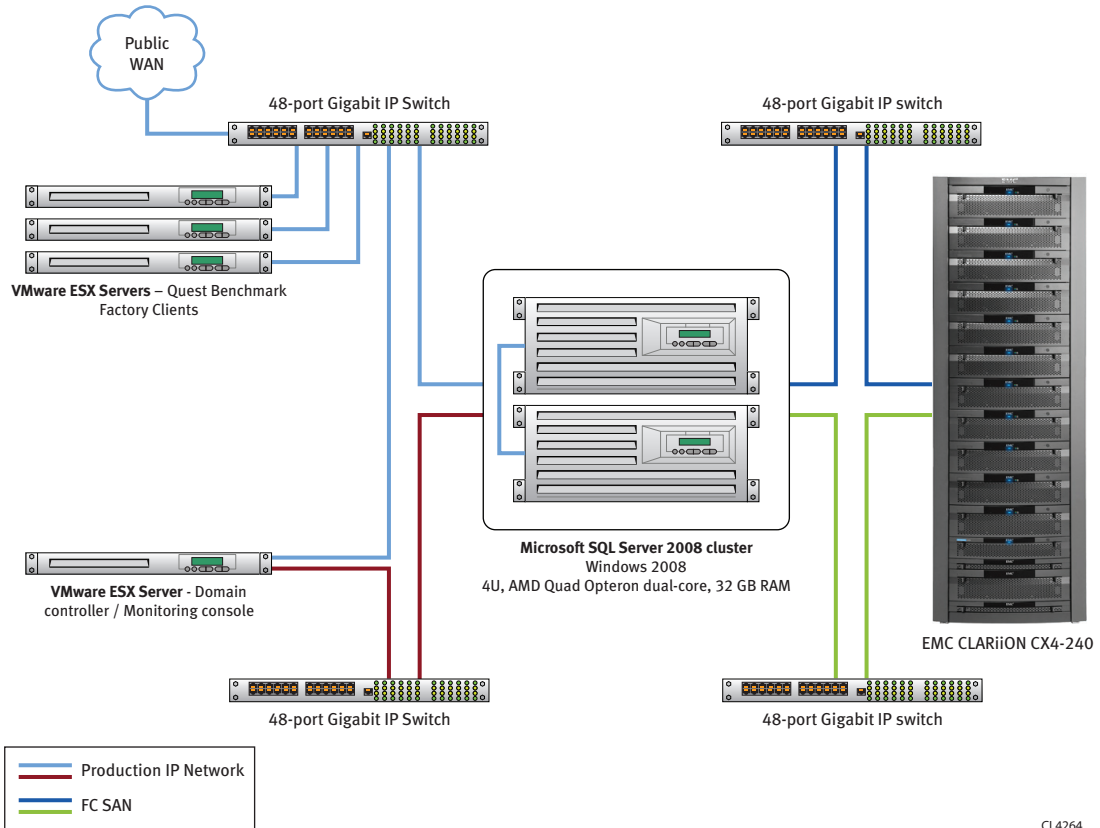 Public
WAN
48-port Gigabit IP Switch
48-port Gigabit IP switch
VMware ESX Servers – Quest Benchmark
Factory Clients
Microsoft SQL Server 2008 cluster
Windows 2008
4U, AMD Quad Opteron dual-core, 32 GB RAM
VMware ESX Server - Domain
controller / Monitoring console
EMC CLARiiON CX4-240
48-port Gigabit IP Switch
48-port Gigabit IP switch
Production IP Network
FC SAN
CL4264